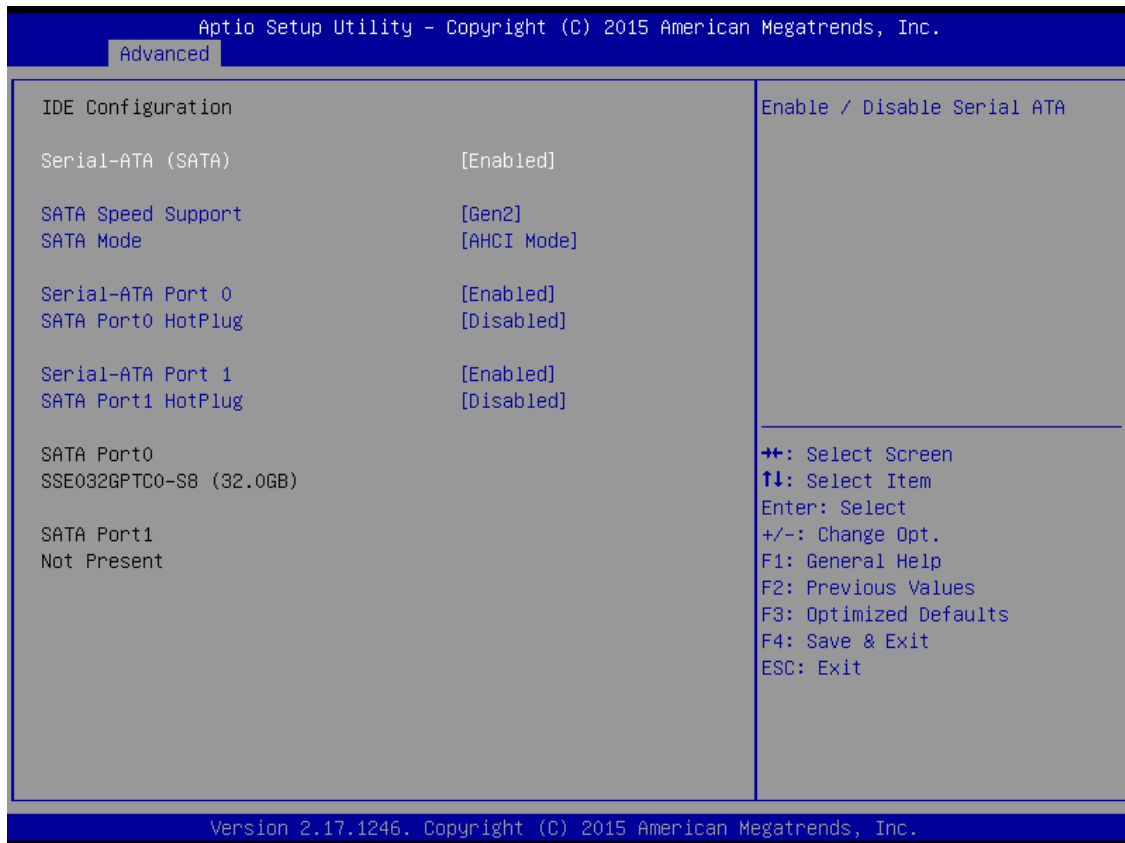 Aptio Setup Utility – Copyright (C) 2015 American Megatrends, Inc.
Advanced
IDE Configuration
Serial-ATA (SATA) [Enabled]
SATA Speed Support [Gen2]
SATA Mode [AHCI Mode]
Serial-ATA Port 0 [Enabled]
SATA Port0 HotPlug [Disabled]
Serial-ATA Port 1 [Enabled]
SATA Port1 HotPlug [Disabled]
SATA Port0
SSE032GPTC0-S8 (32.0GB)
SATA Port1
Not Present
Enable / Disable Serial ATA
→←: Select Screen
↑↓: Select Item
Enter: Select
+/-: Change Opt.
F1: General Help
F2: Previous Values
F3: Optimized Defaults
F4: Save & Exit
ESC: Exit
Version 2.17.1246. Copyright (C) 2015 American Megatrends, Inc.